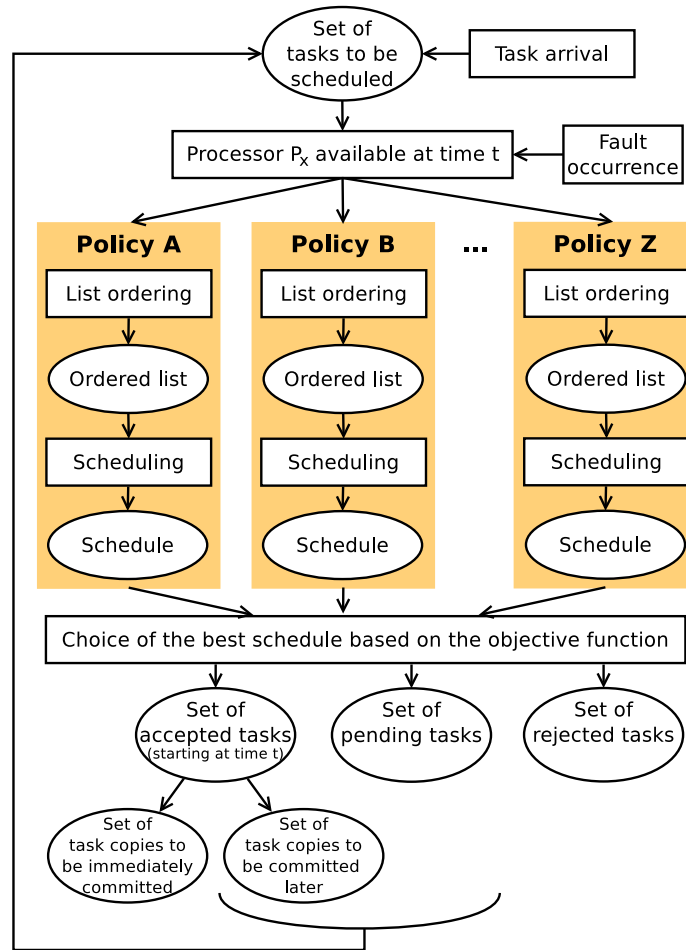 Set of
tasks to be
scheduled
Task arrival
Processor Px available at time t
Fault
occurrence
Policy A
Policy B
...
Policy Z
List ordering
List ordering
List ordering
Ordered list
Ordered list
Ordered list
Scheduling
Scheduling
Scheduling
Schedule
Schedule
Schedule
Choice of the best schedule based on the objective function
Set of
accepted tasks
(starting at time t)
Set of
pending tasks
Set of
rejected tasks
Set of
task copies to
be immediately
committed
Set of
task copies to
be committed
later